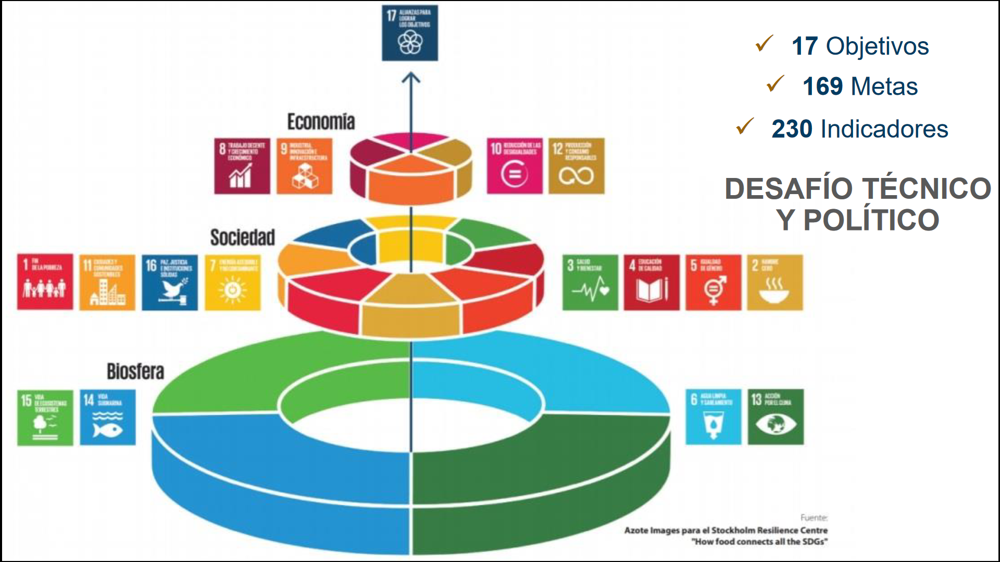 17 ALIANZAS PARA
LOGRAR
LOS OBJETIVOS
✓ 17 Objetivos
✓ 169 Metas
✓ 230 Indicadores
DESAFÍO TÉCNICO
Y POLÍTICO
Economía
8 TRABAJO DECENTE
Y CRECIMIENTO
ECONÓMICO
9 INDUSTRIA,
INNOVACIÓN E
INFRAESTRUCTURA
10 REDUCCIÓN DE LAS
DESIGUALDADES
12 PRODUCCIÓN
Y CONSUMO
RESPONSABLES
Sociedad
1 FIN
DE LA POBREZA
11 CIUDADES Y
COMUNIDADES
SOSTENIBLES
16 PAZ, JUSTICIA
E INSTITUCIONES
SÓLIDAS
7 ENERGÍA ASEQUIBLE
Y NO CONTAMINANTE
3 SALUD
Y BIENESTAR
4 EDUCACIÓN
DE CALIDAD
5 IGUALDAD
DE GÉNERO
2 HAMBRE
CERO
Biosfera
15 VIDA
DE ECOSISTEMAS
TERRESTRES
14 VIDA
SUBMARINA
6 AGUA LIMPIA
Y SANEAMIENTO
13 ACCIÓN
POR EL CLIMA
Fuente:
Azote Images para el Stockholm Resilience Centre
"How food connects all the SDGs"